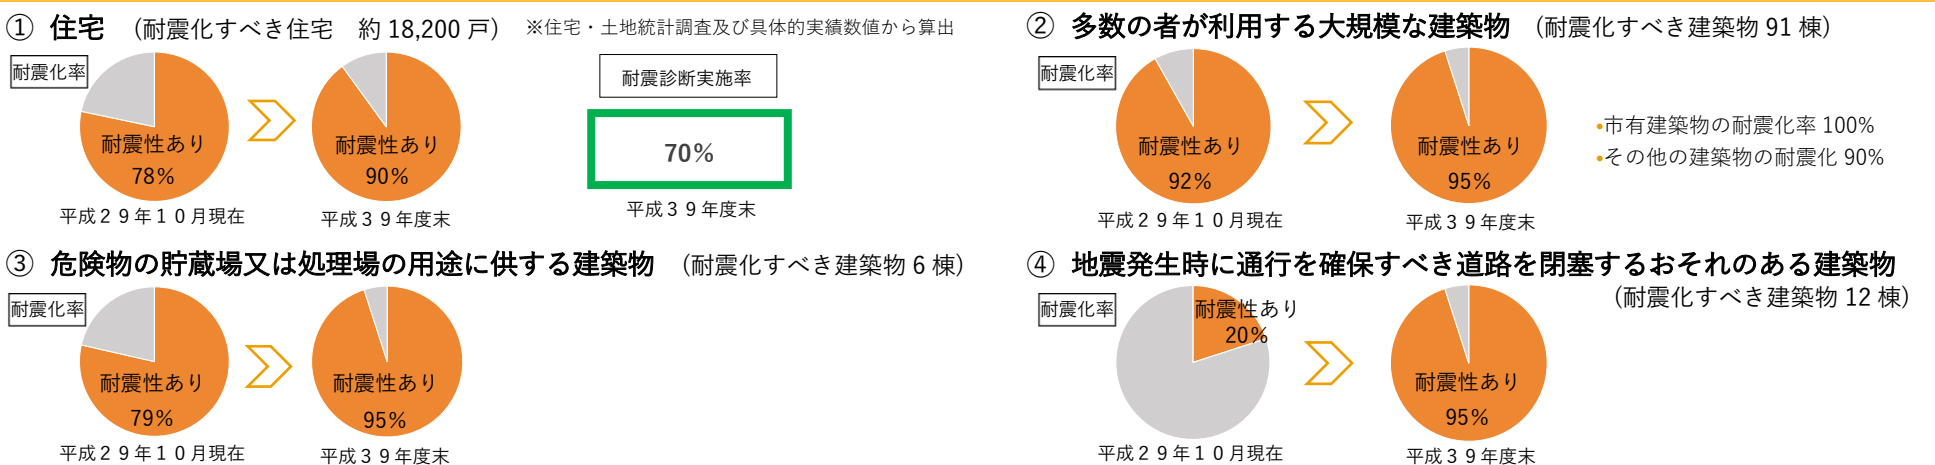 ① 住宅 (耐震化すべき住宅 約 18,200 戸) ※住宅・土地統計調査及び具体的実績数値から算出
耐震化率
耐震性あり
78%
平成29年10月現在
耐震性あり
90%
平成39年度末
耐震診断実施率
70%
平成39年度末
② 多数の者が利用する大規模な建築物 (耐震化すべき建築物 91 棟)
耐震化率
耐震性あり
92%
平成29年10月現在
耐震性あり
95%
平成39年度末
•市有建築物の耐震化率 100%
•その他の建築物の耐震化 90%
③ 危険物の貯蔵場又は処理場の用途に供する建築物 (耐震化すべき建築物 6 棟)
耐震化率
耐震性あり
79%
平成29年10月現在
耐震性あり
95%
平成39年度末
④ 地震発生時に通行を確保すべき道路を閉塞するおそれのある建築物
(耐震化すべき建築物 12 棟)
耐震化率
耐震性あり
20%
平成29年10月現在
耐震性あり
95%
平成39年度末